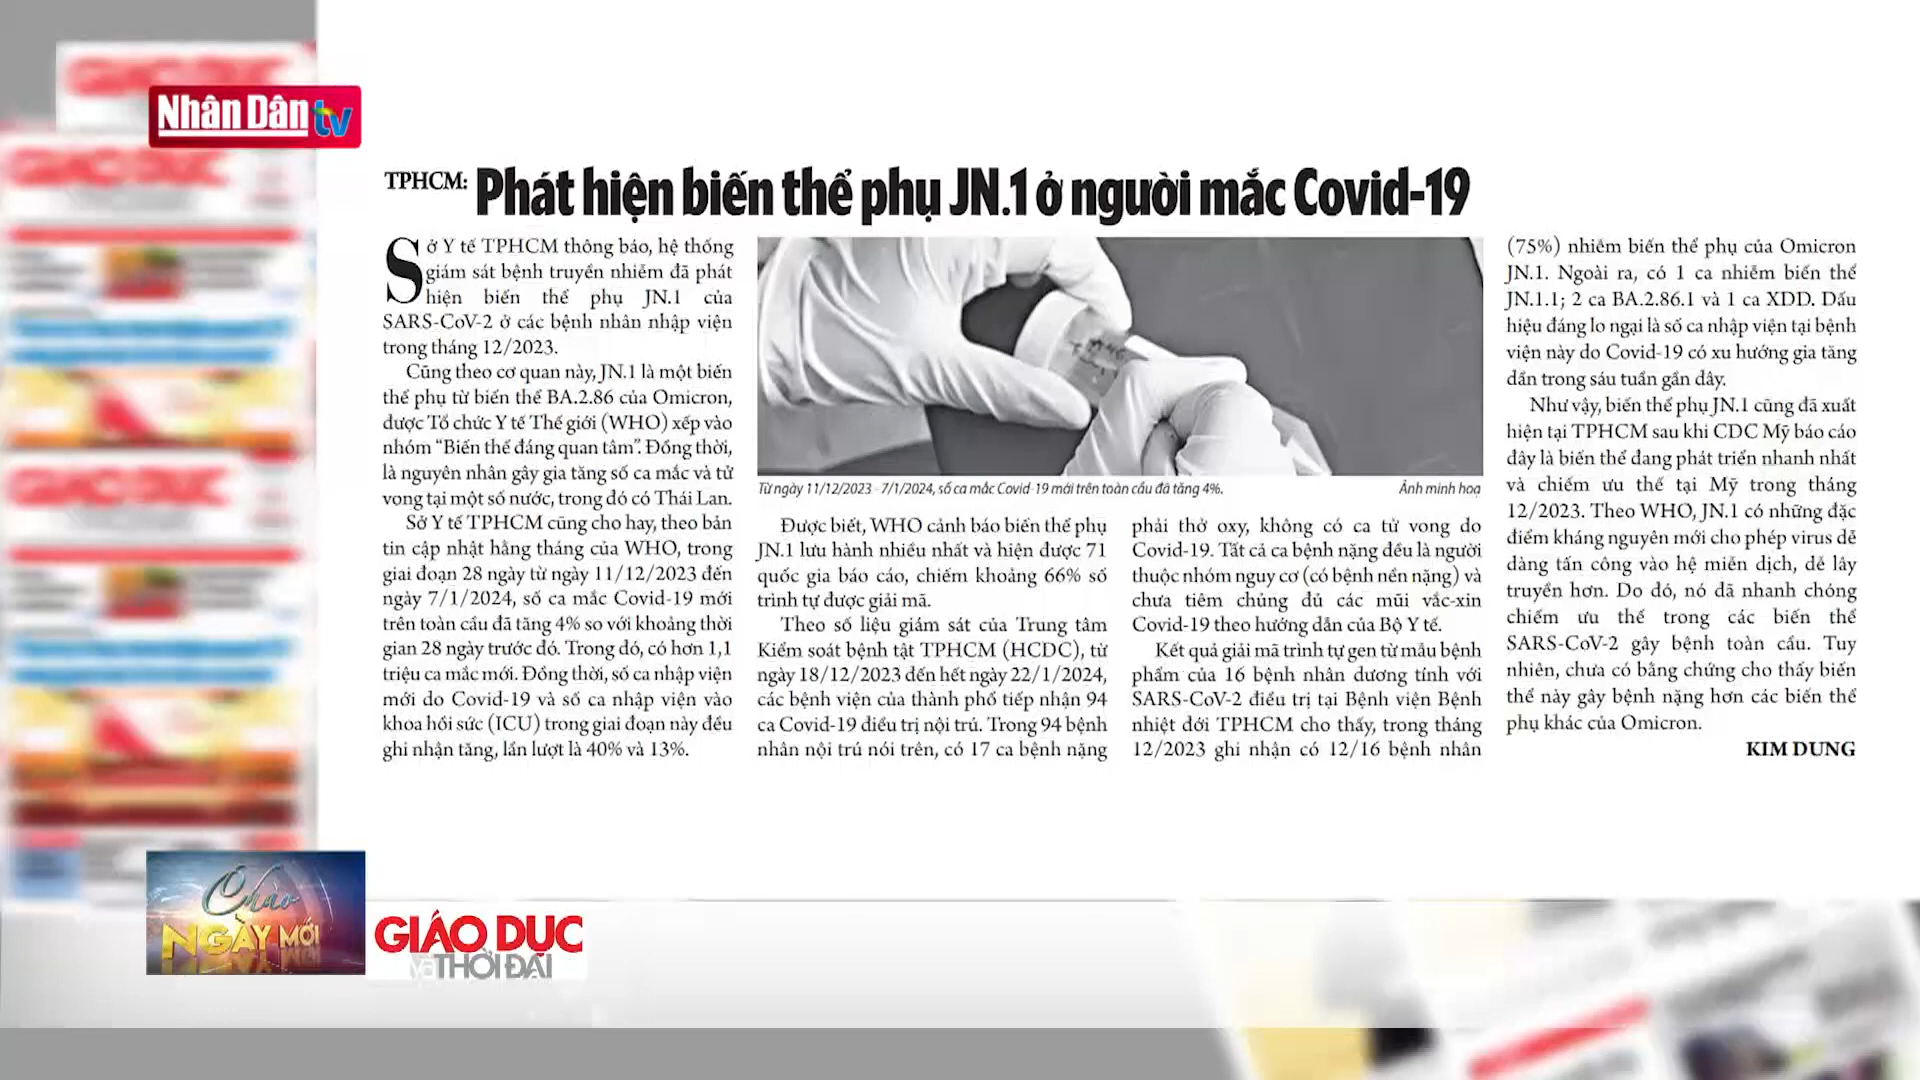 Nhân Dân tv
TPHCM: Phát hiện biến thể phụ JN.1 ở người mắc Covid-19
Sở Y tế TPHCM thông báo, hệ thống
giám sát bệnh truyền nhiễm đã phát
hiện biến thể phụ JN.1 của
SARS-CoV-2 ở các bệnh nhân nhập viện
trong tháng 12/2023.
Cũng theo cơ quan này, JN.1 là một biến
thể phụ từ biến thể BA.2.86 của Omicron,
được Tổ chức Y tế Thế giới (WHO) xếp vào
nhóm “Biến thể đáng quan tâm”. Đồng thời,
là nguyên nhân gây gia tăng số ca mắc và tử
vong tại một số nước, trong đó có Thái Lan.
Sở Y tế TPHCM cũng cho hay, theo bản
tin cập nhật hằng tháng của WHO, trong
giai đoạn 28 ngày từ ngày 11/12/2023 đến
ngày 7/1/2024, số ca mắc Covid-19 mới
trên toàn cầu đã tăng 4% so với khoảng thời
gian 28 ngày trước đó. Trong đó, có hơn 1,1
triệu ca mắc mới. Đồng thời, số ca nhập viện
mới do Covid-19 và số ca nhập viện vào
khoa hồi sức (ICU) trong giai đoạn này đều
ghi nhận tăng, lần lượt là 40% và 13%.
Từ ngày 11/12/2023 - 7/1/2024, số ca mắc Covid-19 mới trên toàn cầu đã tăng 4%. Ảnh minh hoạ
Được biết, WHO cảnh báo biến thể phụ
JN.1 lưu hành nhiều nhất và hiện được 71
quốc gia báo cáo, chiếm khoảng 66% số
trình tự được giải mã.
Theo số liệu giám sát của Trung tâm
Kiểm soát bệnh tật TPHCM (HCDC), từ
ngày 18/12/2023 đến hết ngày 22/1/2024,
các bệnh viện của thành phố tiếp nhận 94
ca Covid-19 điều trị nội trú. Trong 94 bệnh
nhân nội trú nói trên, có 17 ca bệnh nặng
phải thở oxy, không có ca tử vong do
Covid-19. Tất cả ca bệnh nặng đều là người
thuộc nhóm nguy cơ (có bệnh nền nặng) và
chưa tiêm chủng đủ các mũi vắc-xin
Covid-19 theo hướng dẫn của Bộ Y tế.
Kết quả giải mã trình tự gen từ mẫu bệnh
phẩm của 16 bệnh nhân dương tính với
SARS-CoV-2 điều trị tại Bệnh viện Bệnh
nhiệt đới TPHCM cho thấy, trong tháng
12/2023 ghi nhận có 12/16 bệnh nhân
(75%) nhiễm biến thể phụ của Omicron
JN.1. Ngoài ra, có 1 ca nhiễm biến thể
JN.1.1; 2 ca BA.2.86.1 và 1 ca XDD. Dấu
hiệu đáng lo ngại là số ca nhập viện tại bệnh
viện này do Covid-19 có xu hướng gia tăng
dần trong sáu tuần gần đây.
Như vậy, biến thể phụ JN.1 cũng đã xuất
hiện tại TPHCM sau khi CDC Mỹ báo cáo
đây là biến thể đang phát triển nhanh nhất
và chiếm ưu thế tại Mỹ trong tháng
12/2023. Theo WHO, JN.1 có những đặc
điểm kháng nguyên mới cho phép virus dễ
dàng tấn công vào hệ miễn dịch, dễ lây
truyền hơn. Do đó, nó đã nhanh chóng
chiếm ưu thế trong các biến thể
SARS-CoV-2 gây bệnh toàn cầu. Tuy
nhiên, chưa có bằng chứng cho thấy biến
thể này gây bệnh nặng hơn các biến thể
phụ khác của Omicron.
KIM DUNG
Chào
NGÀY MỚI
GIÁO DỤC
và THỜI ĐẠI